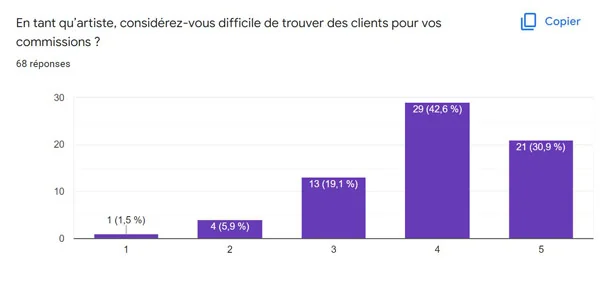 En tant qu’artiste, considérez-vous difficile de trouver des clients pour vos
commissions ?
Copier
68 réponses
30
20
10
0
1 (1,5 %)
4 (5,9 %)
13 (19,1 %)
29 (42,6 %)
21 (30,9 %)
1
2
3
4
5